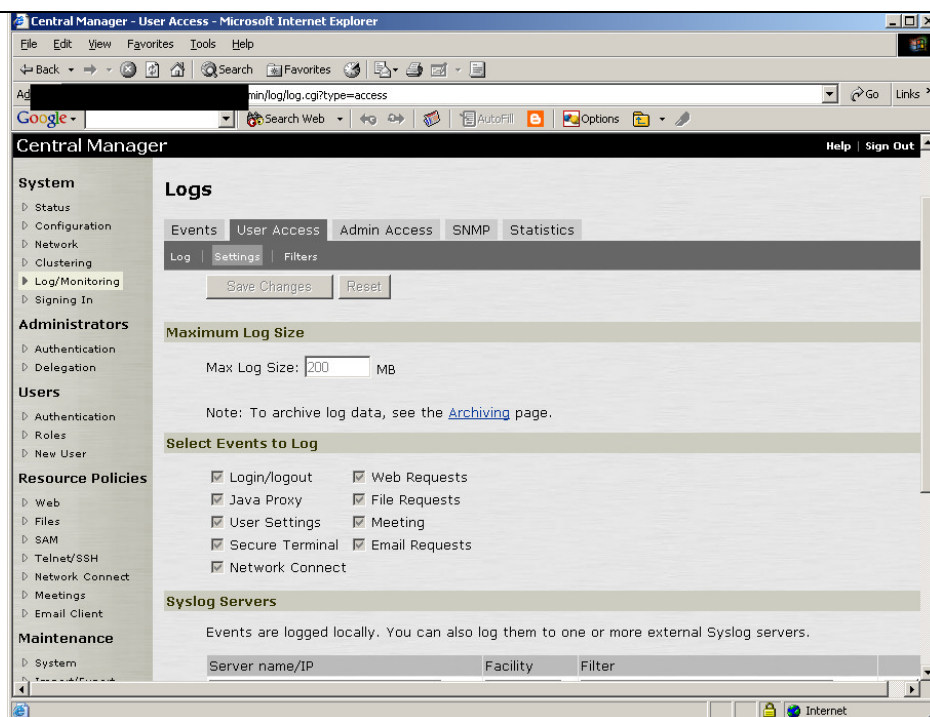 Central Manager - User Access - Microsoft Internet Explorer
File Edit View Favorites Tools Help
Back Search Favorites
Ad min/log/log.cgi?type=access Go Links »
Google Search Web AutoFill Options
Central Manager Help | Sign Out
System
Status
Configuration
Network
Clustering
Log/Monitoring
Signing In
Administrators
Authentication
Delegation
Users
Authentication
Roles
New User
Resource Policies
Web
Files
SAM
Telnet/SSH
Network Connect
Meetings
Email Client
Maintenance
System
Import/Export
Logs
Events User Access Admin Access SNMP Statistics
Log | Settings | Filters
Save Changes Reset
Maximum Log Size
Max Log Size: 200 MB
Note: To archive log data, see the Archiving page.
Select Events to Log
Login/logout Web Requests
Java Proxy File Requests
User Settings Meeting
Secure Terminal Email Requests
Network Connect
Syslog Servers
Events are logged locally. You can also log them to one or more external Syslog servers.
Server name/IP Facility Filter
Internet